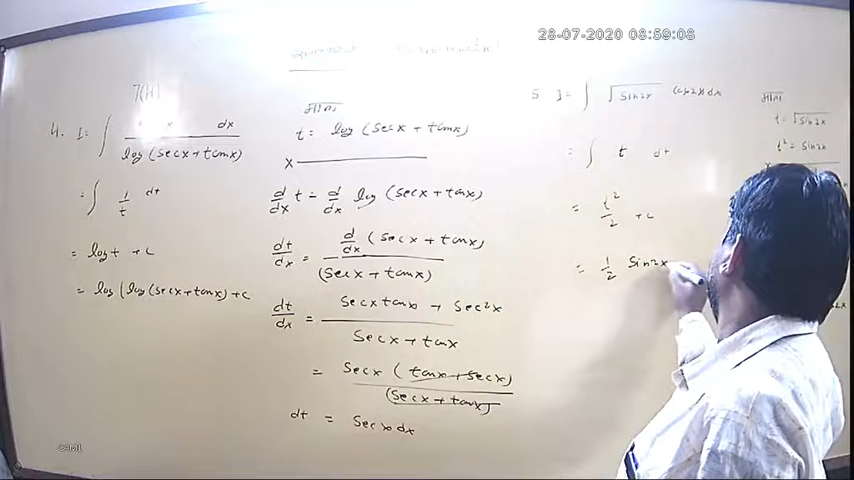 28-07-2020 08:59:08
7(H)
4. I = ∫ x dx / log (secx + tanx)
= ∫ 1/t dt
= log t + c
= log (log (secx + tanx) + c
माना
t = log (secx + tanx)
x
d/dx t = d/dx log (secx + tanx)
dt/dx = d/dx (secx + tanx) / (secx + tanx)
dt/dx = secx tanx + sec²x / secx + tanx
= secx (tanx + secx) / (secx + tanx)
dt = secx dx
5 I = ∫ √sin2x cos2x dx
= ∫ t dt
= t²/2 + c
= 1/2 sin2x
माना
t = √sin2x
t² = sin2x
CAM1